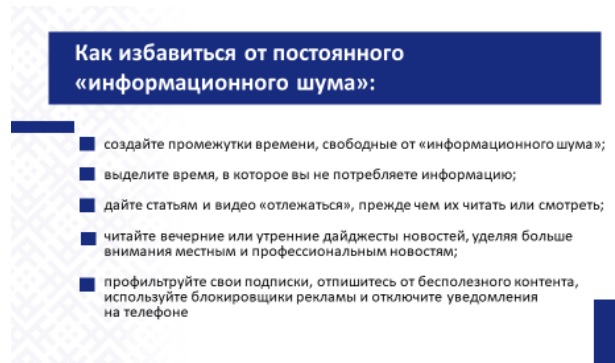 Как избавиться от постоянного
«информационного шума»:
создайте промежутки времени, свободные от «информационного шума»;
выделите время, в которое вы не потребляете информацию;
дайте статьям и видео «отлежаться», прежде чем их читать или смотреть;
читайте вечерние или утренние дайджесты новостей, уделяя больше
внимания местным и профессиональным новостям;
профильтруйте свои подписки, отпишитесь от бесполезного контента,
используйте блокировщики рекламы и отключите уведомления
на телефоне